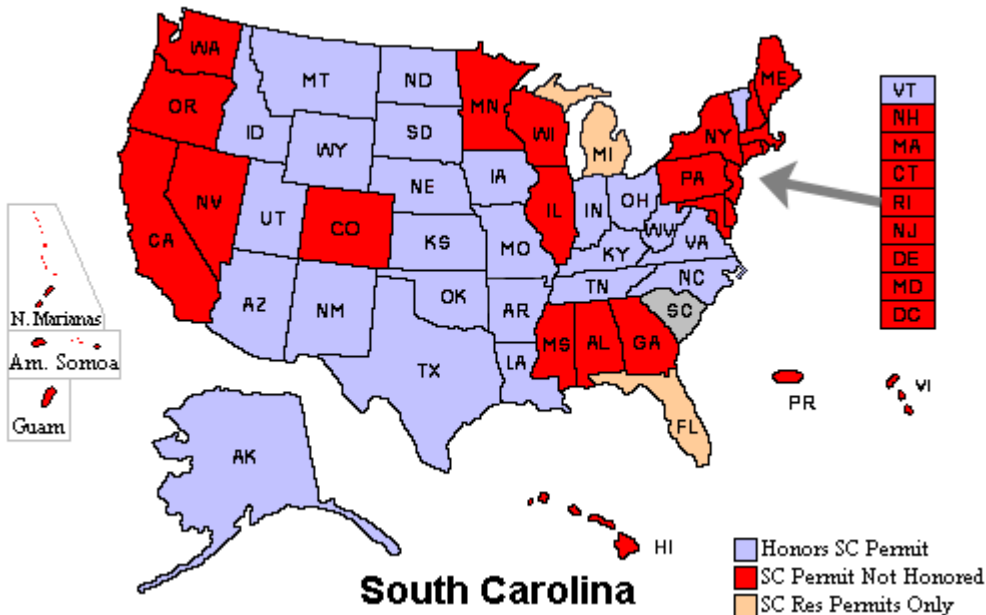 WA
MT
ND
MN
ME
VT
OR
ID
SD
WI
NY
NH
WY
MI
MA
IA
PA
CT
NE
RI
NV
UT
IL
IN
OH
NJ
CO
WV
DE
CA
KS
MO
KY
VA
MD
NC
DC
AZ
NM
OK
TN
AR
SC
N. Marianas
MS
AL
GA
Am. Somoa
TX
LA
PR
VI
Guam
FL
AK
HI
Honors SC Permit
SC Permit Not Honored
SC Res Permits Only
South Carolina